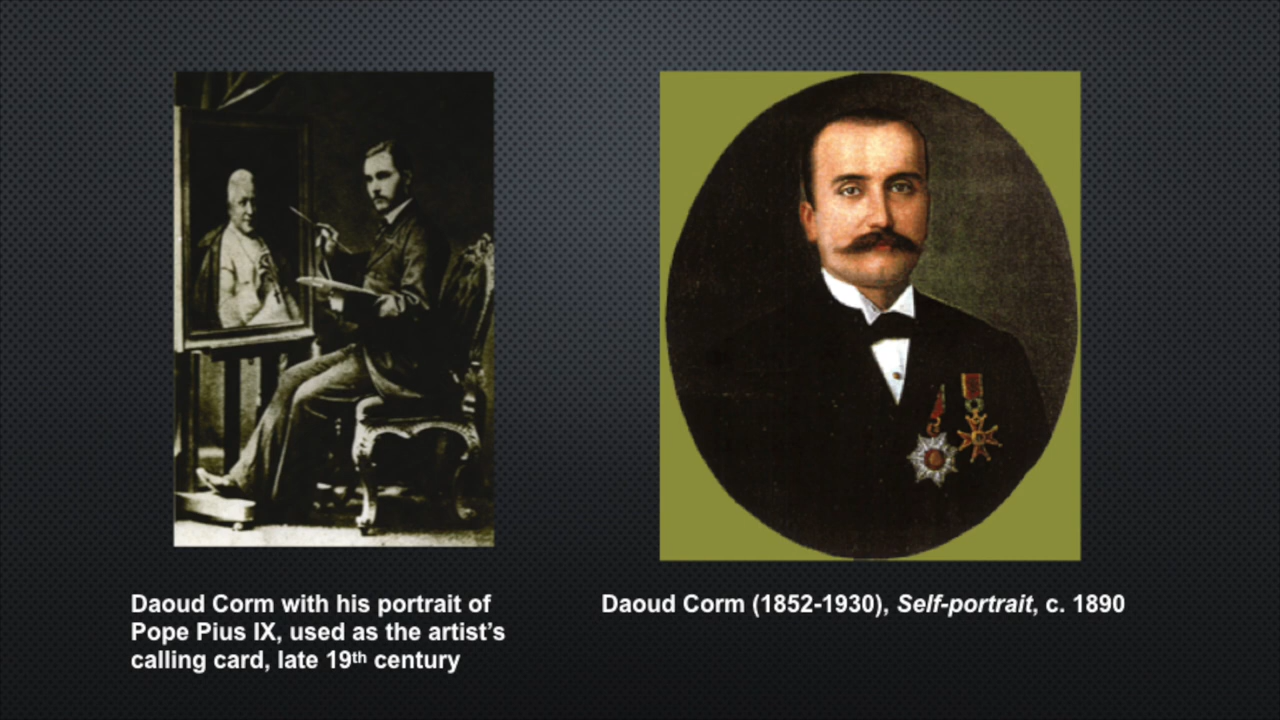 Daoud Corm with his portrait of
Pope Pius IX, used as the artist’s
calling card, late 19th century
Daoud Corm (1852-1930), Self-portrait, c. 1890